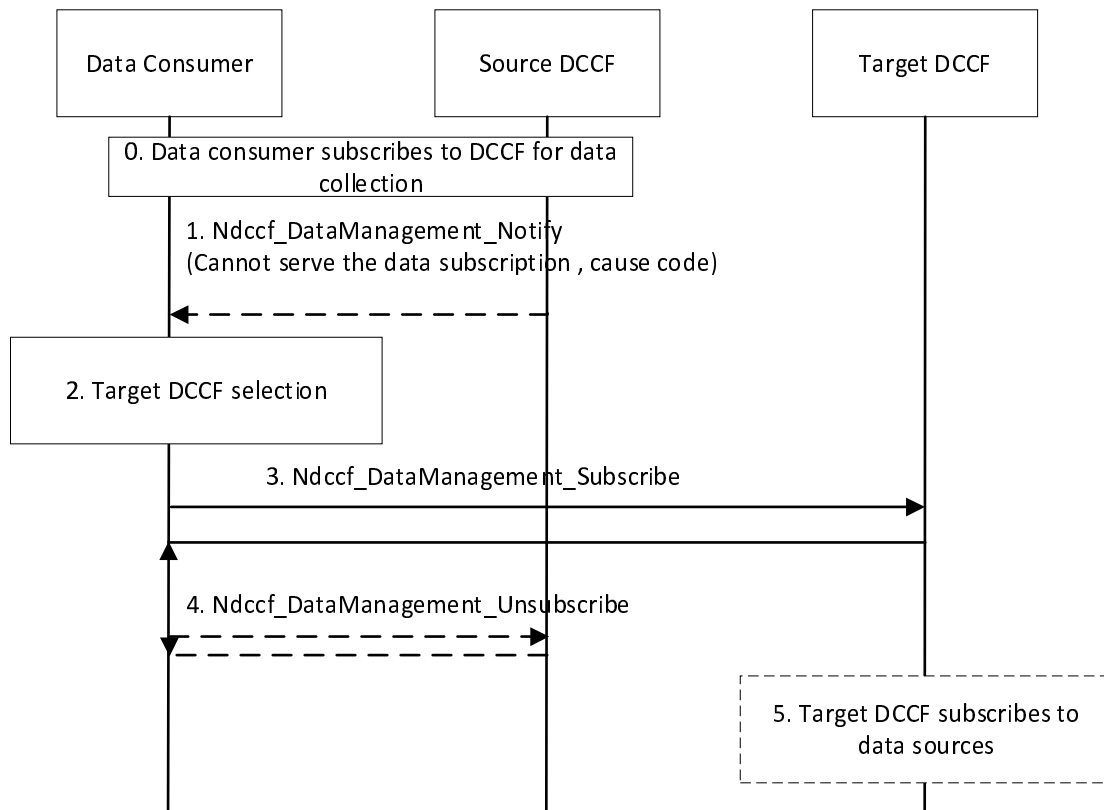 Data Consumer
Source DCCF
Target DCCF
0. Data consumer subscribes to DCCF for data
collection
1. Ndccf_DataManagement_Notify
(Cannot serve the data subscription , cause code)
2. Target DCCF selection
3. Ndccf_DataManagement_Subscribe
4. Ndccf_DataManagement_Unsubscribe
5. Target DCCF subscribes to
data sources